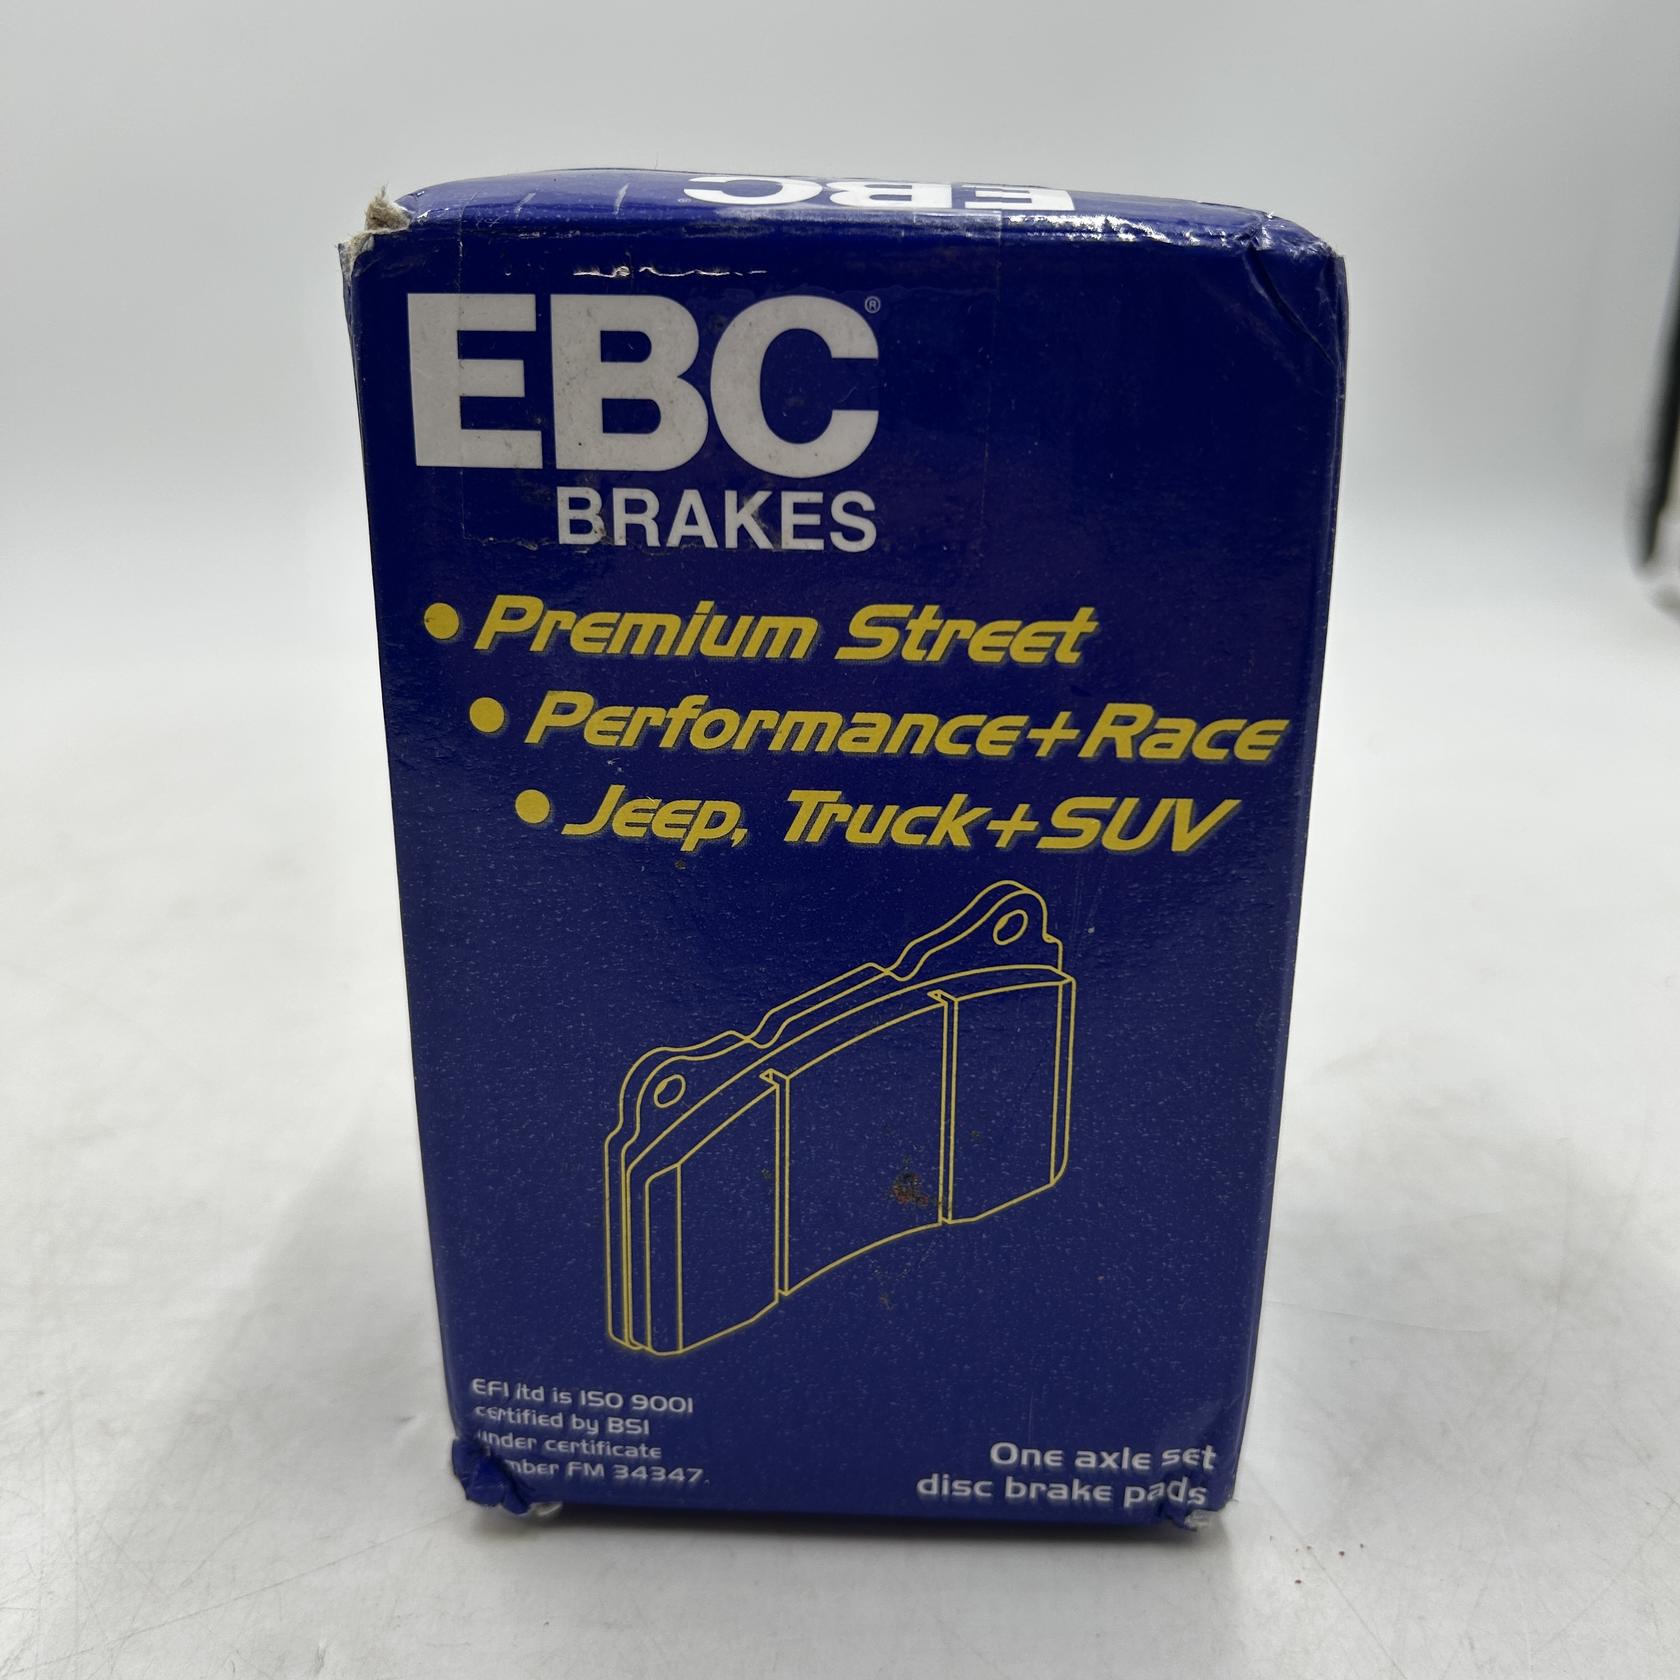 EBC
EBC®
BRAKES
• Premium Street
• Performance+Race
• Jeep, Truck+SUV
EFI ltd is ISO 9001
certified by BSI
under certificate
FM 34347.
One axle set
disc brake pads